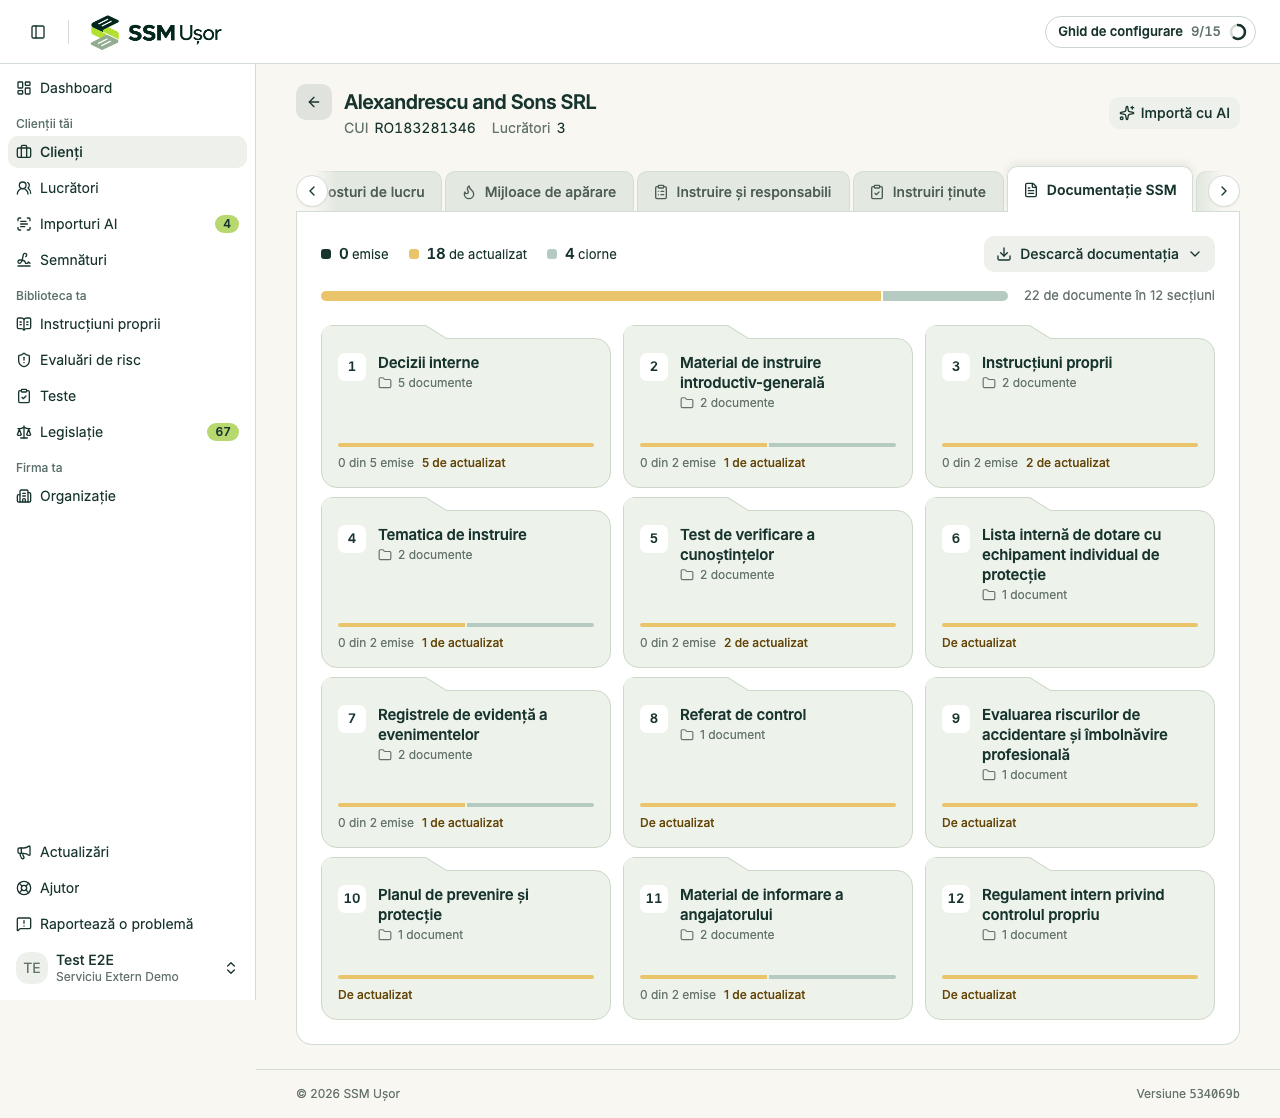 SSM Ușor
Ghid de configurare 9/15
Dashboard
Clienții tăi
Clienți
Lucrători
Importuri AI 4
Semnături
Biblioteca ta
Instrucțiuni proprii
Evaluări de risc
Teste
Legislație 67
Firma ta
Organizație
Actualizări
Ajutor
Raportează o problemă
TE
Test E2E
Serviciu Extern Demo
Alexandrescu and Sons SRL
CUI RO183281346 Lucrători 3
Importă cu AI
osturi de lucru
Mijloace de apărare
Instruire și responsabili
Instruiri ținute
Documentație SSM
0 emise 18 de actualizat 4 ciorne
Descarcă documentația
22 de documente în 12 secțiuni
1
Decizii interne
5 documente
0 din 5 emise 5 de actualizat
2
Material de instruire
introductiv-generală
2 documente
0 din 2 emise 1 de actualizat
3
Instrucțiuni proprii
2 documente
0 din 2 emise 2 de actualizat
4
Tematica de instruire
2 documente
0 din 2 emise 1 de actualizat
5
Test de verificare a
cunoștințelor
2 documente
0 din 2 emise 2 de actualizat
6
Lista internă de dotare cu
echipament individual de
protecție
1 document
De actualizat
7
Registrele de evidență a
evenimentelor
2 documente
0 din 2 emise 1 de actualizat
8
Referat de control
1 document
De actualizat
9
Evaluarea riscurilor de
accidentare și îmbolnăvire
profesională
1 document
De actualizat
10
Planul de prevenire și
protecție
1 document
De actualizat
11
Material de informare a
angajatorului
2 documente
0 din 2 emise 1 de actualizat
12
Regulament intern privind
controlul propriu
1 document
De actualizat
© 2026 SSM Ușor
Versiune 534069b